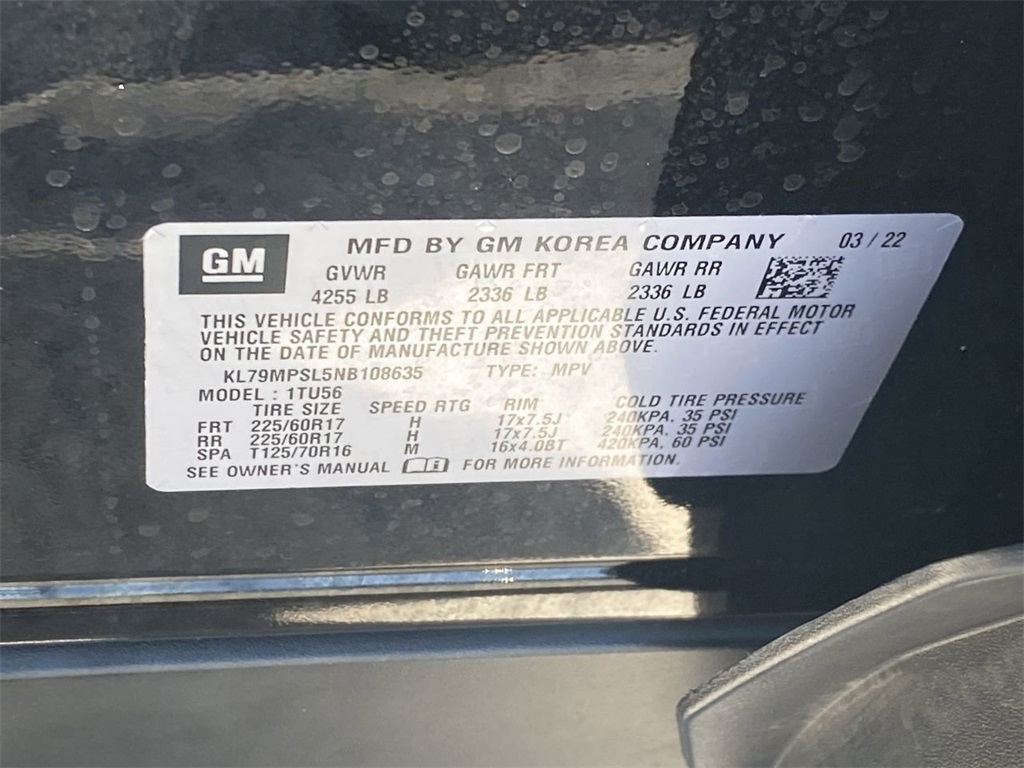 GM MFD BY GM KOREA COMPANY 03 / 22
GVWR GAWR FRT GAWR RR
4255 LB 2336 LB 2336 LB
THIS VEHICLE CONFORMS TO ALL APPLICABLE U.S. FEDERAL MOTOR
VEHICLE SAFETY AND THEFT PREVENTION STANDARDS IN EFFECT
ON THE DATE OF MANUFACTURE SHOWN ABOVE.
KL79MPSL5NB108635 TYPE: MPV
MODEL : 1TU56
TIRE SIZE SPEED RTG RIM COLD TIRE PRESSURE
FRT 225/60R17 H 17x7.5J 240KPA, 35 PSI
RR 225/60R17 H 17x7.5J 240KPA, 35 PSI
SPA T125/70R16 M 16x4.0BT 420KPA, 60 PSI
SEE OWNER'S MANUAL FOR MORE INFORMATION.